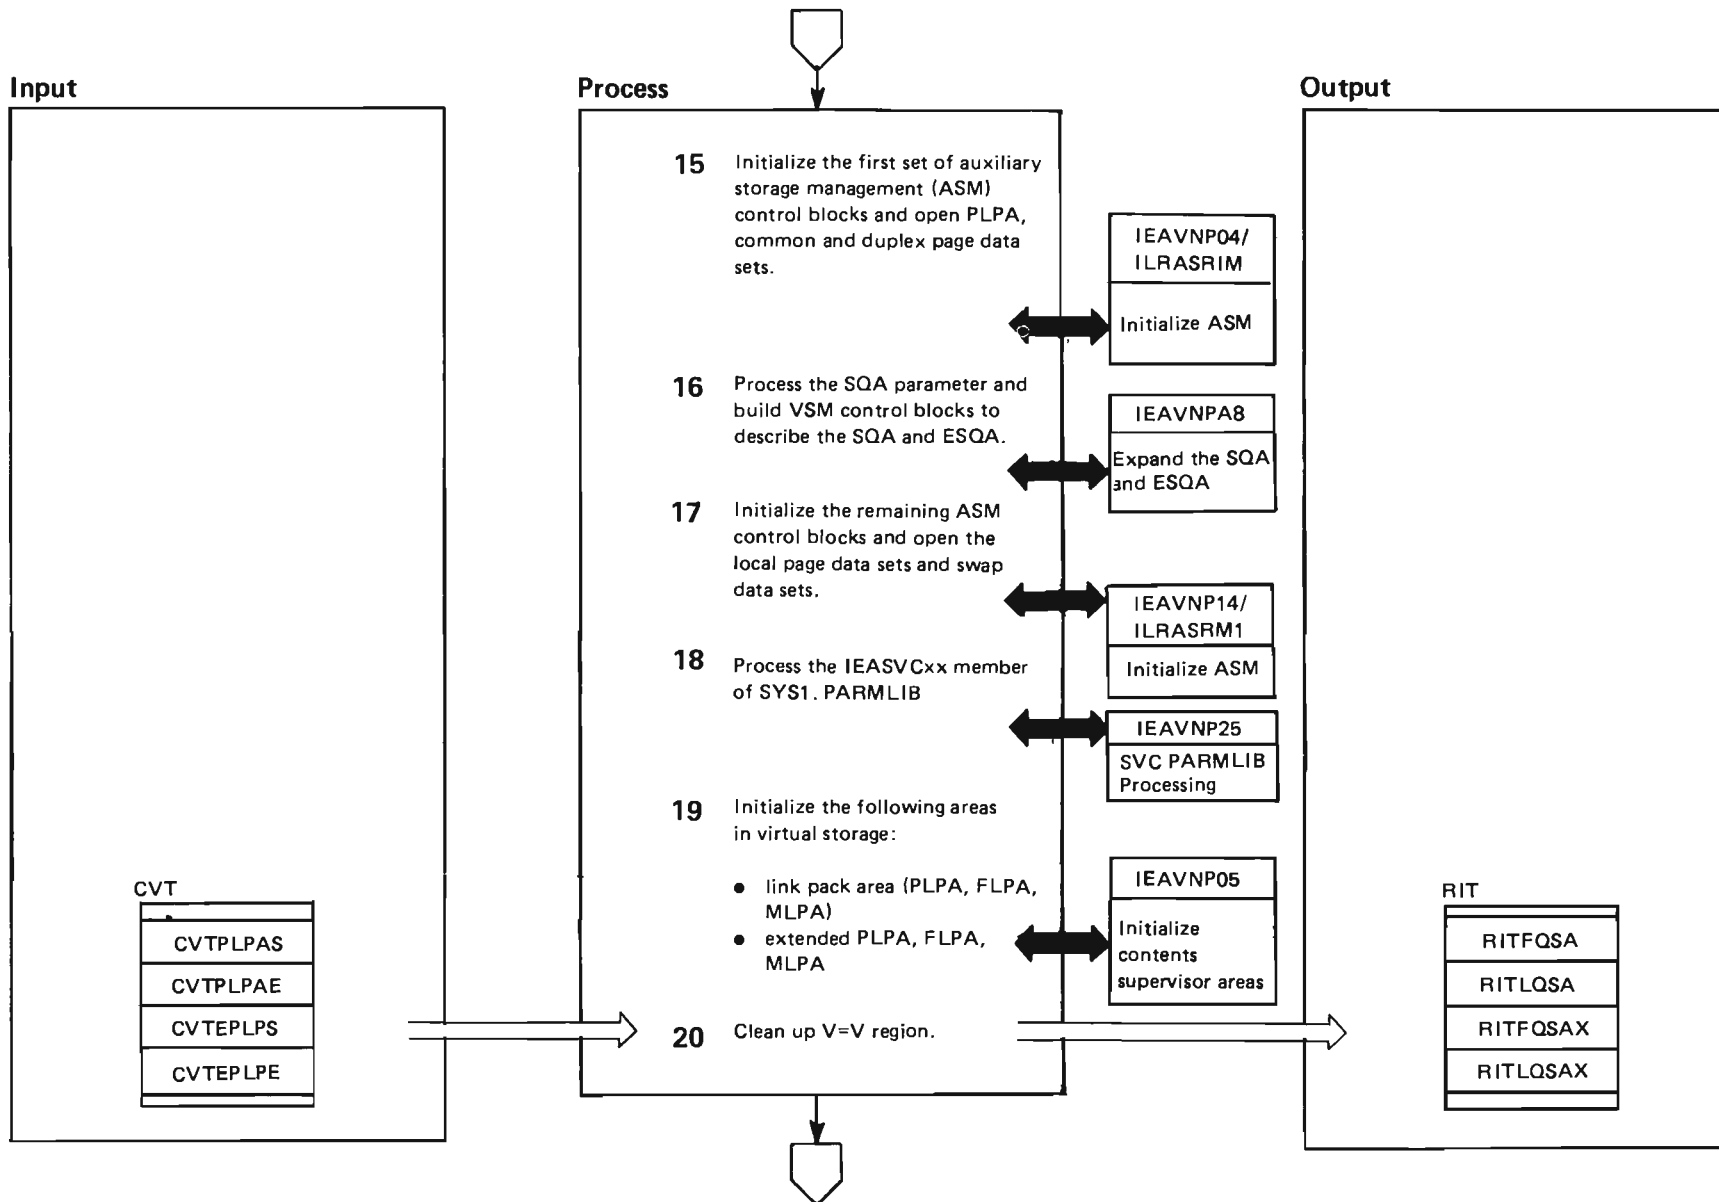 Input
Process
Output
15 Initialize the first set of auxiliary
storage management (ASM)
control blocks and open PLPA,
common and duplex page data
sets.
IEAVNP04/
ILRASRIM
Initialize ASM
16 Process the SQA parameter and
build VSM control blocks to
describe the SQA and ESQA.
IEAVNPA8
Expand the SQA
and ESQA
17 Initialize the remaining ASM
control blocks and open the
local page data sets and swap
data sets.
IEAVNP14/
ILRASRM1
Initialize ASM
18 Process the IEASVCxx member
of SYS1. PARMLIB
IEAVNP25
SVC PARMLIB
Processing
19 Initialize the following areas
in virtual storage:
● link pack area (PLPA, FLPA,
MLPA)
● extended PLPA, FLPA,
MLPA
IEAVNP05
Initialize
contents
supervisor areas
CVT
CVTPLPAS
CVTPLPAE
CVTEPLPS
CVTEPLPE
20 Clean up V=V region.
RIT
RITFQSA
RITLQSA
RITFQSAX
RITLQSAX